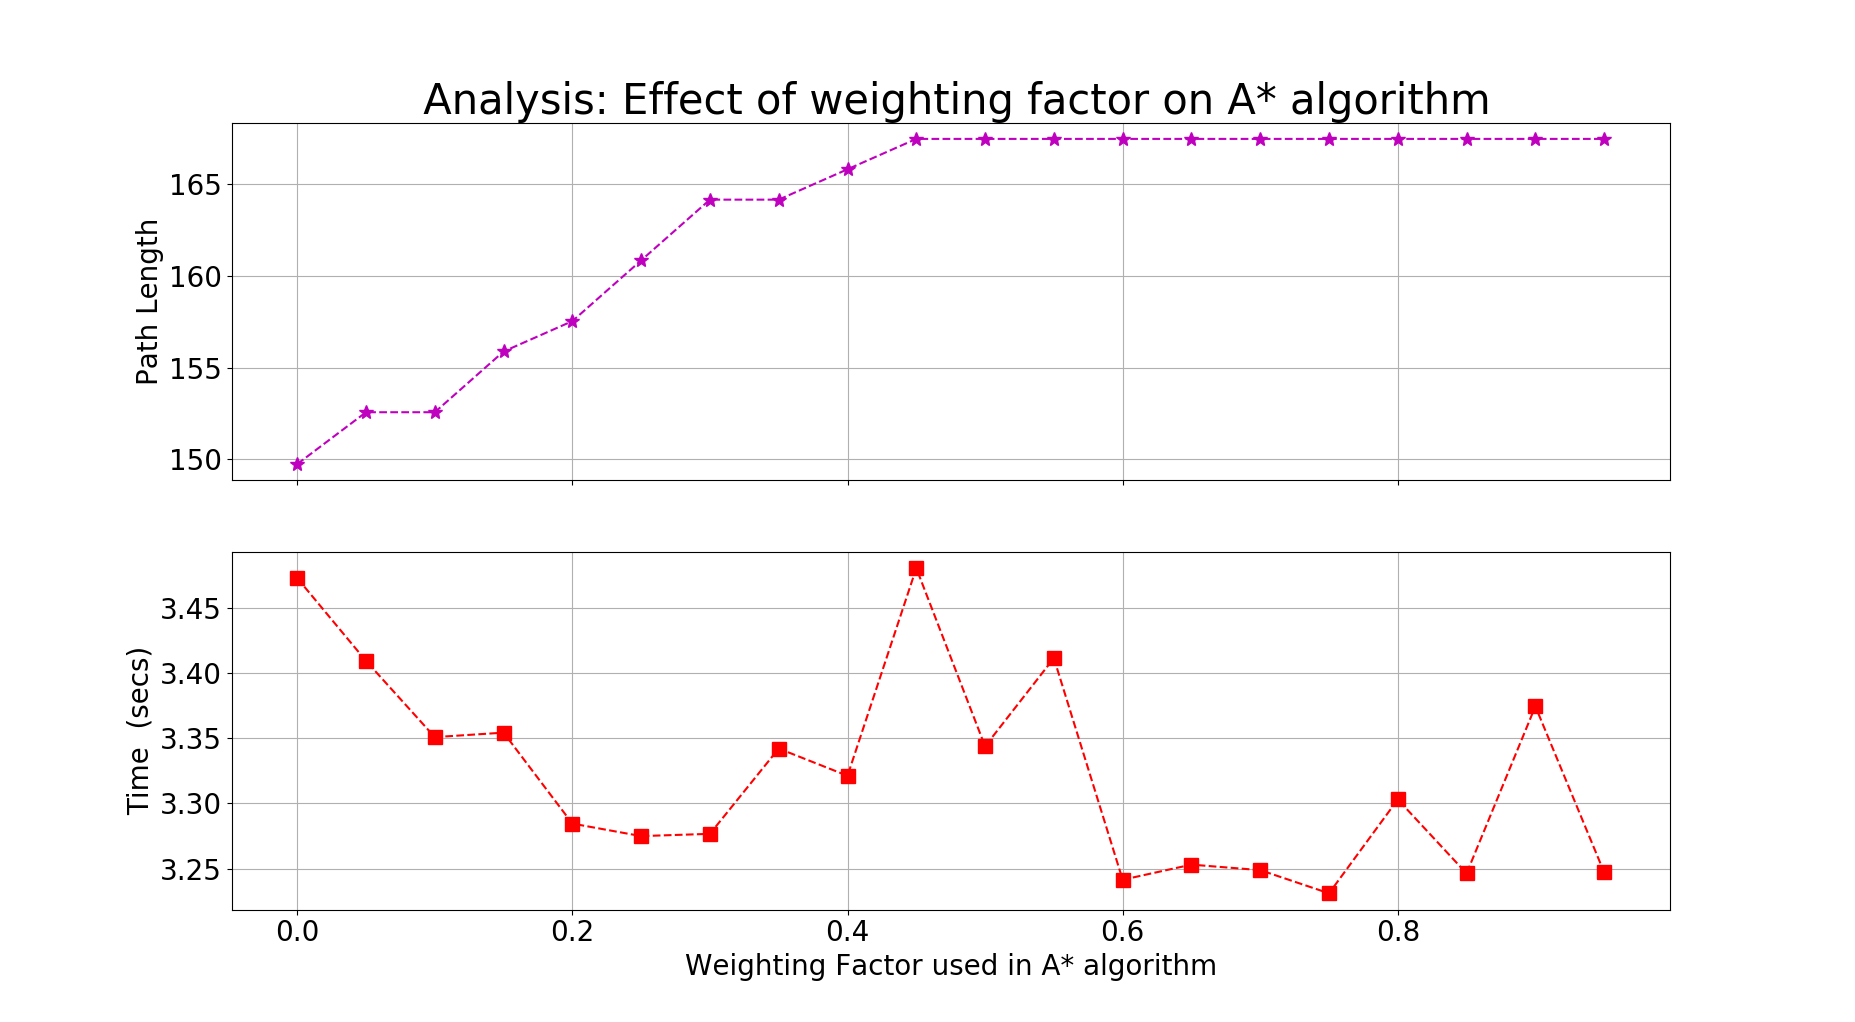 Analysis: Effect of weighting factor on A* algorithm
165
160
155
150
Path Length
3.45
3.40
3.35
3.30
3.25
Time (secs)
0.0 0.2 0.4 0.6 0.8
Weighting Factor used in A* algorithm